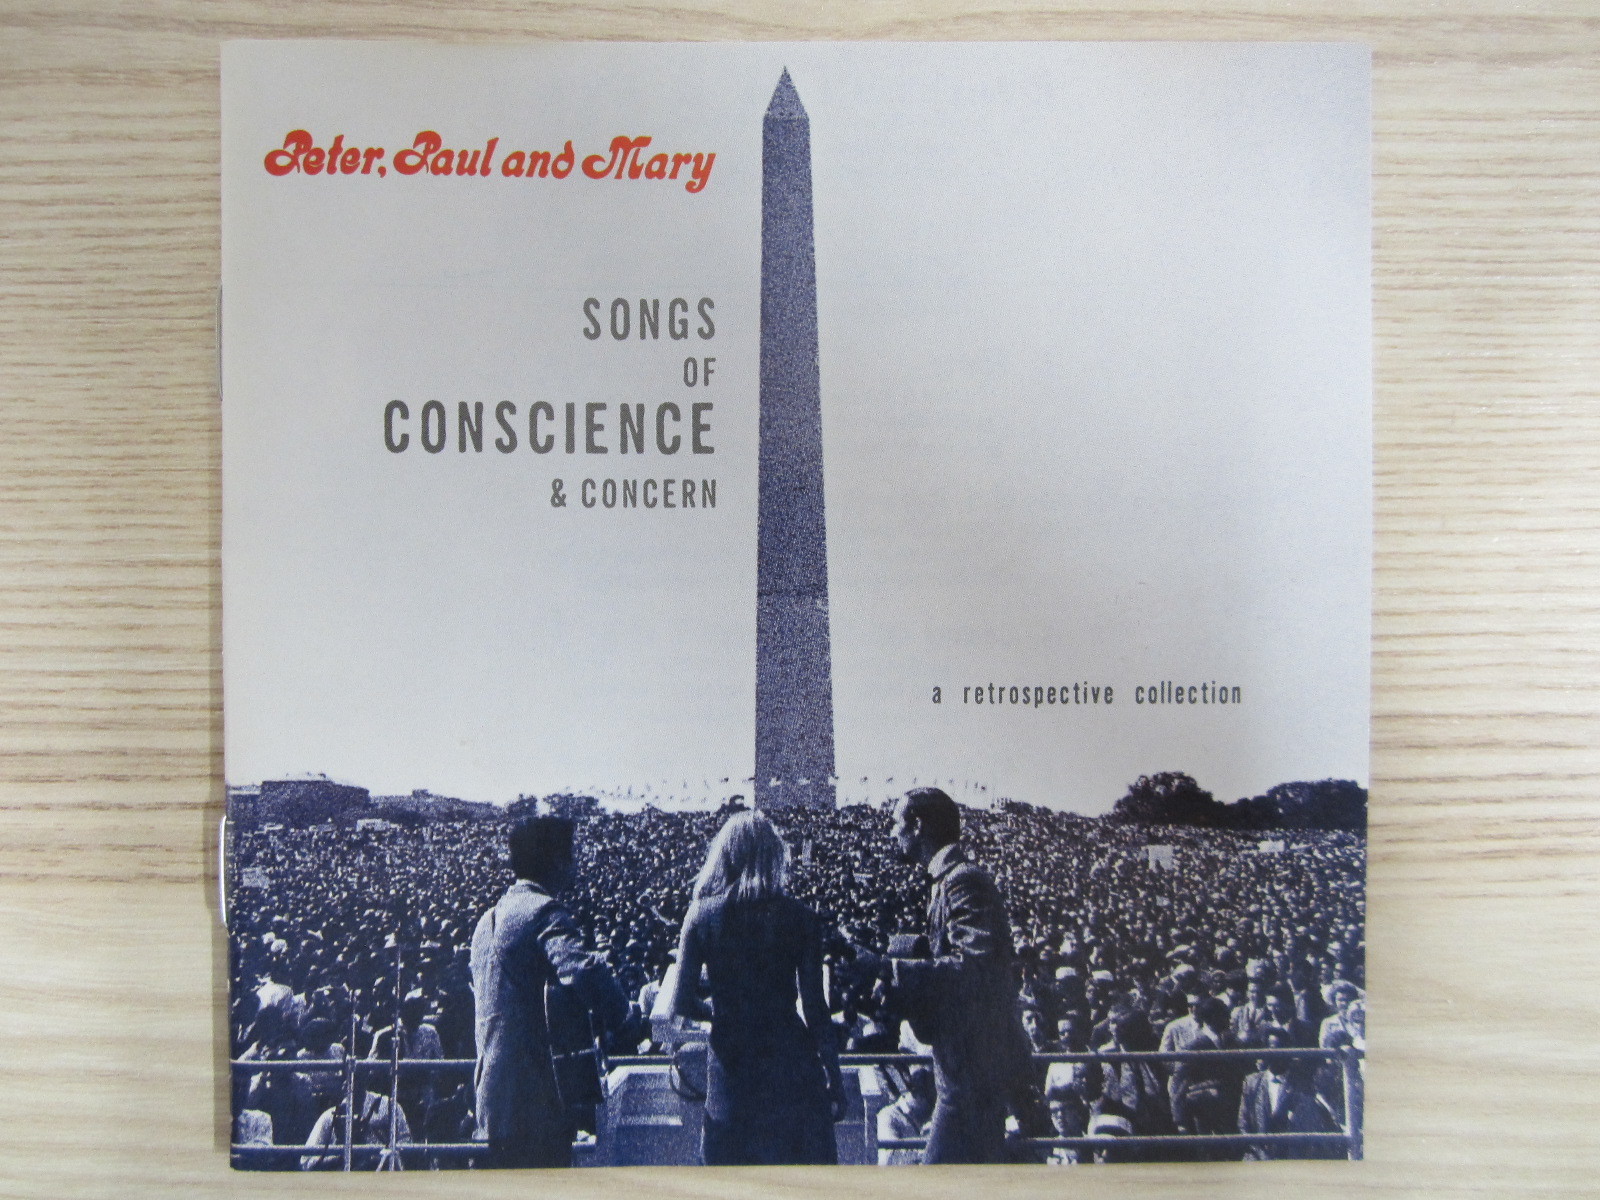 Peter, Paul and Mary
SONGS
OF
CONSCIENCE
& CONCERN
a retrospective collection